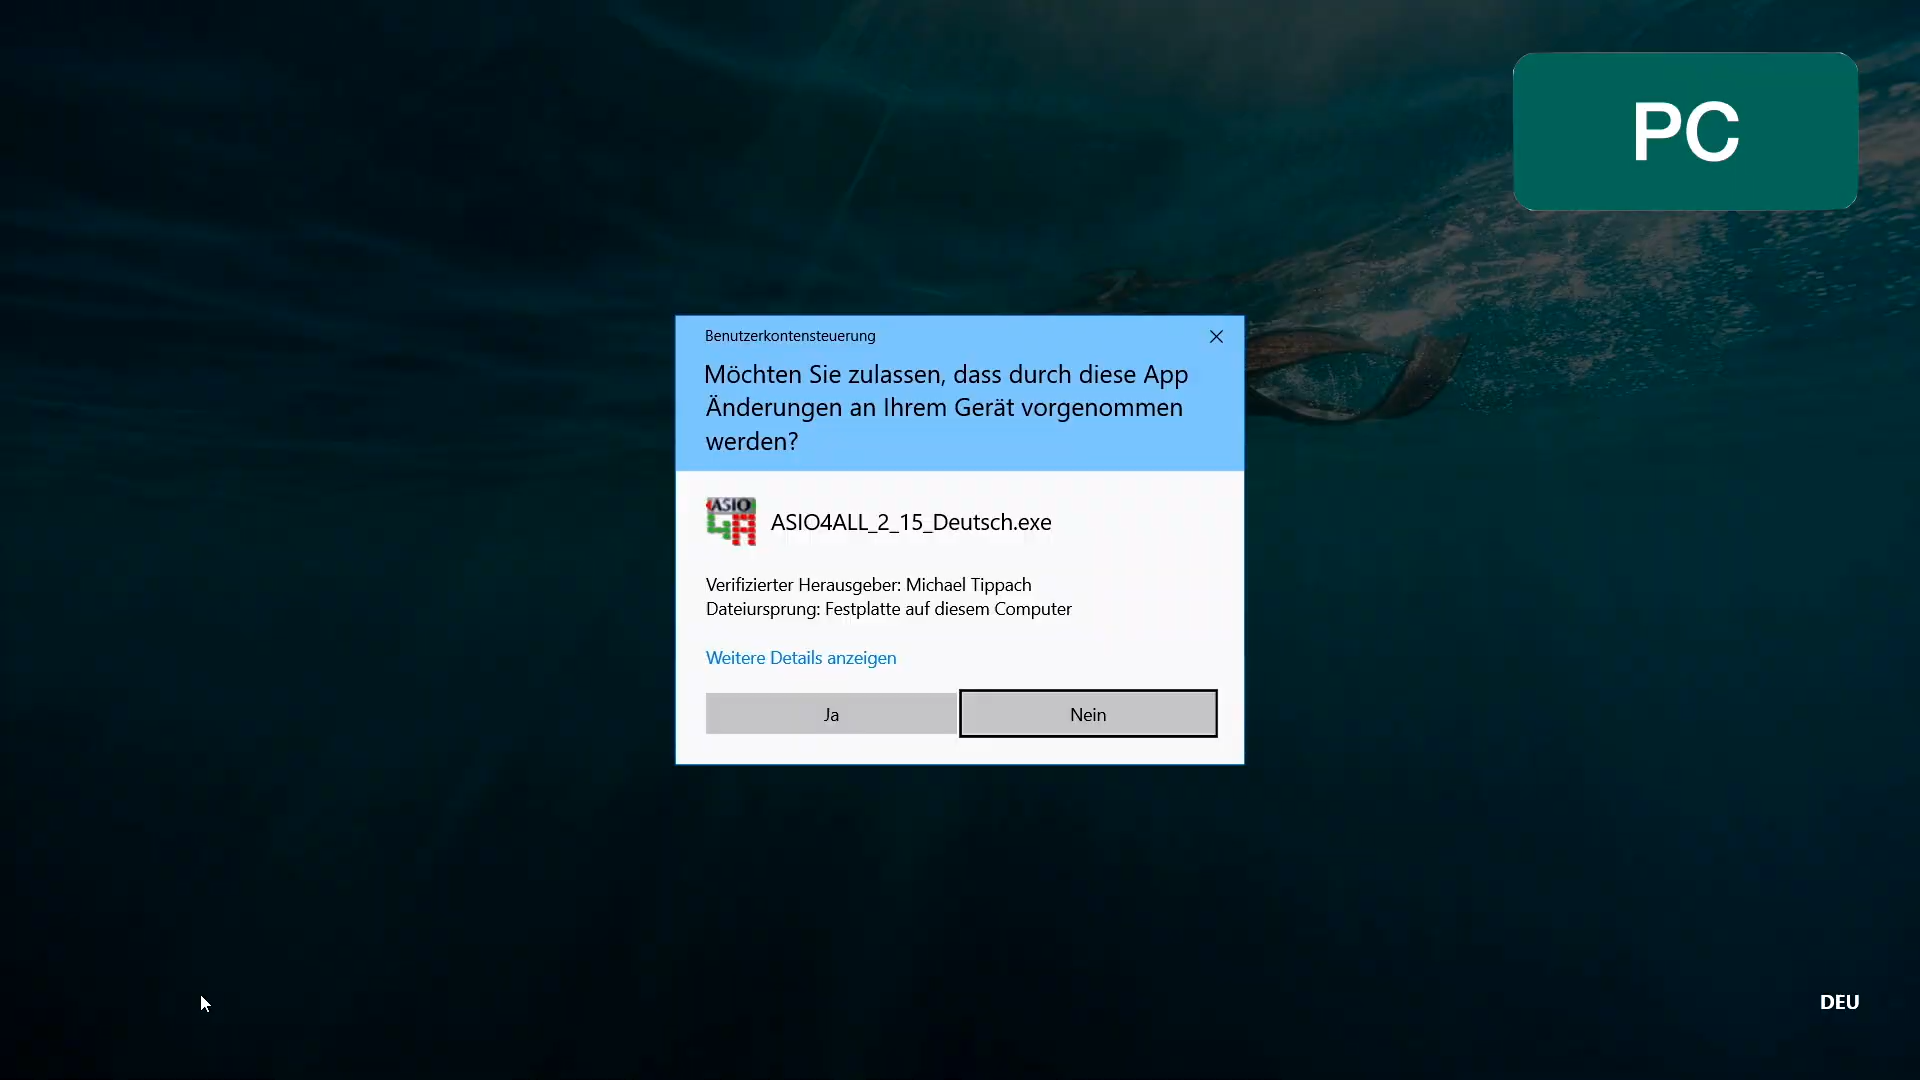 PC
Benutzerkontensteuerung
Möchten Sie zulassen, dass durch diese App
Änderungen an Ihrem Gerät vorgenommen
werden?
ASIO
4A
ASIO4ALL_2_15_Deutsch.exe
Verifizierter Herausgeber: Michael Tippach
Dateiursprung: Festplatte auf diesem Computer
Weitere Details anzeigen
Ja
Nein
DEU